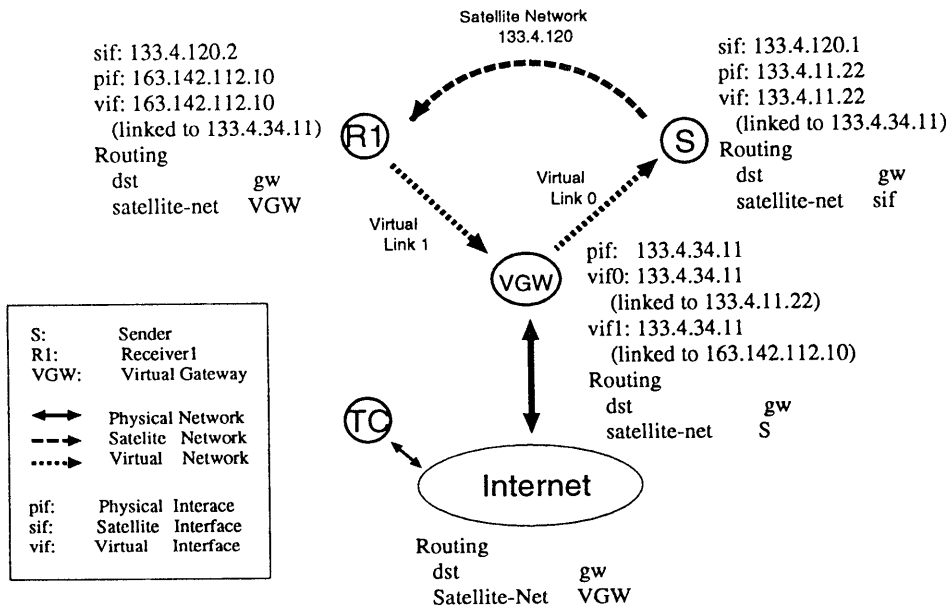 Satellite Network
133.4.120
sif: 133.4.120.2
pif: 163.142.112.10
vif: 163.142.112.10
(linked to 133.4.34.11)
Routing
dst gw
satellite-net VGW
R1
sif: 133.4.120.1
pif: 133.4.11.22
vif: 133.4.11.22
(linked to 133.4.34.11)
Routing
dst gw
satellite-net sif
S
Virtual
Link 0
Virtual
Link 1
VGW
pif: 133.4.34.11
vif0: 133.4.34.11
(linked to 133.4.11.22)
vif1: 133.4.34.11
(linked to 163.142.112.10)
Routing
dst gw
satellite-net S
S: Sender
R1: Receiver1
VGW: Virtual Gateway
Physical Network
Satelite Network
Virtual Network
pif: Physical Interace
sif: Satellite Interface
vif: Virtual Interface
TC
Internet
Routing
dst gw
Satellite-Net VGW